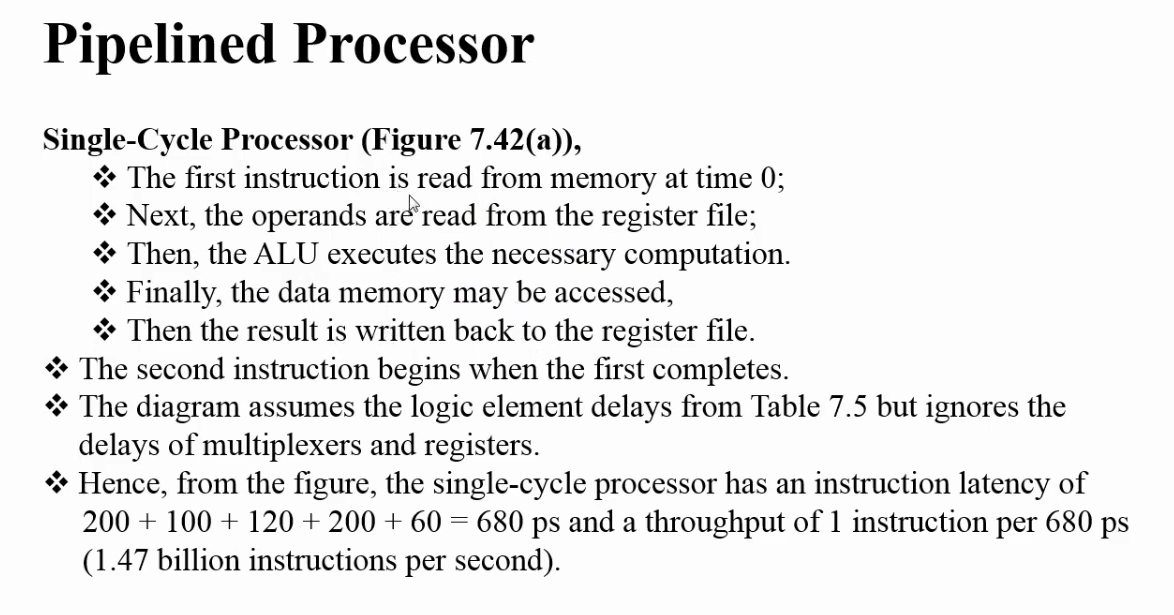 Pipelined Processor
Single-Cycle Processor (Figure 7.42(a)),
❖ The first instruction is read from memory at time 0;
❖ Next, the operands are read from the register file;
❖ Then, the ALU executes the necessary computation.
❖ Finally, the data memory may be accessed,
❖ Then the result is written back to the register file.
❖ The second instruction begins when the first completes.
❖ The diagram assumes the logic element delays from Table 7.5 but ignores the
delays of multiplexers and registers.
❖ Hence, from the figure, the single-cycle processor has an instruction latency of
200 + 100 + 120 + 200 + 60 = 680 ps and a throughput of 1 instruction per 680 ps
(1.47 billion instructions per second).